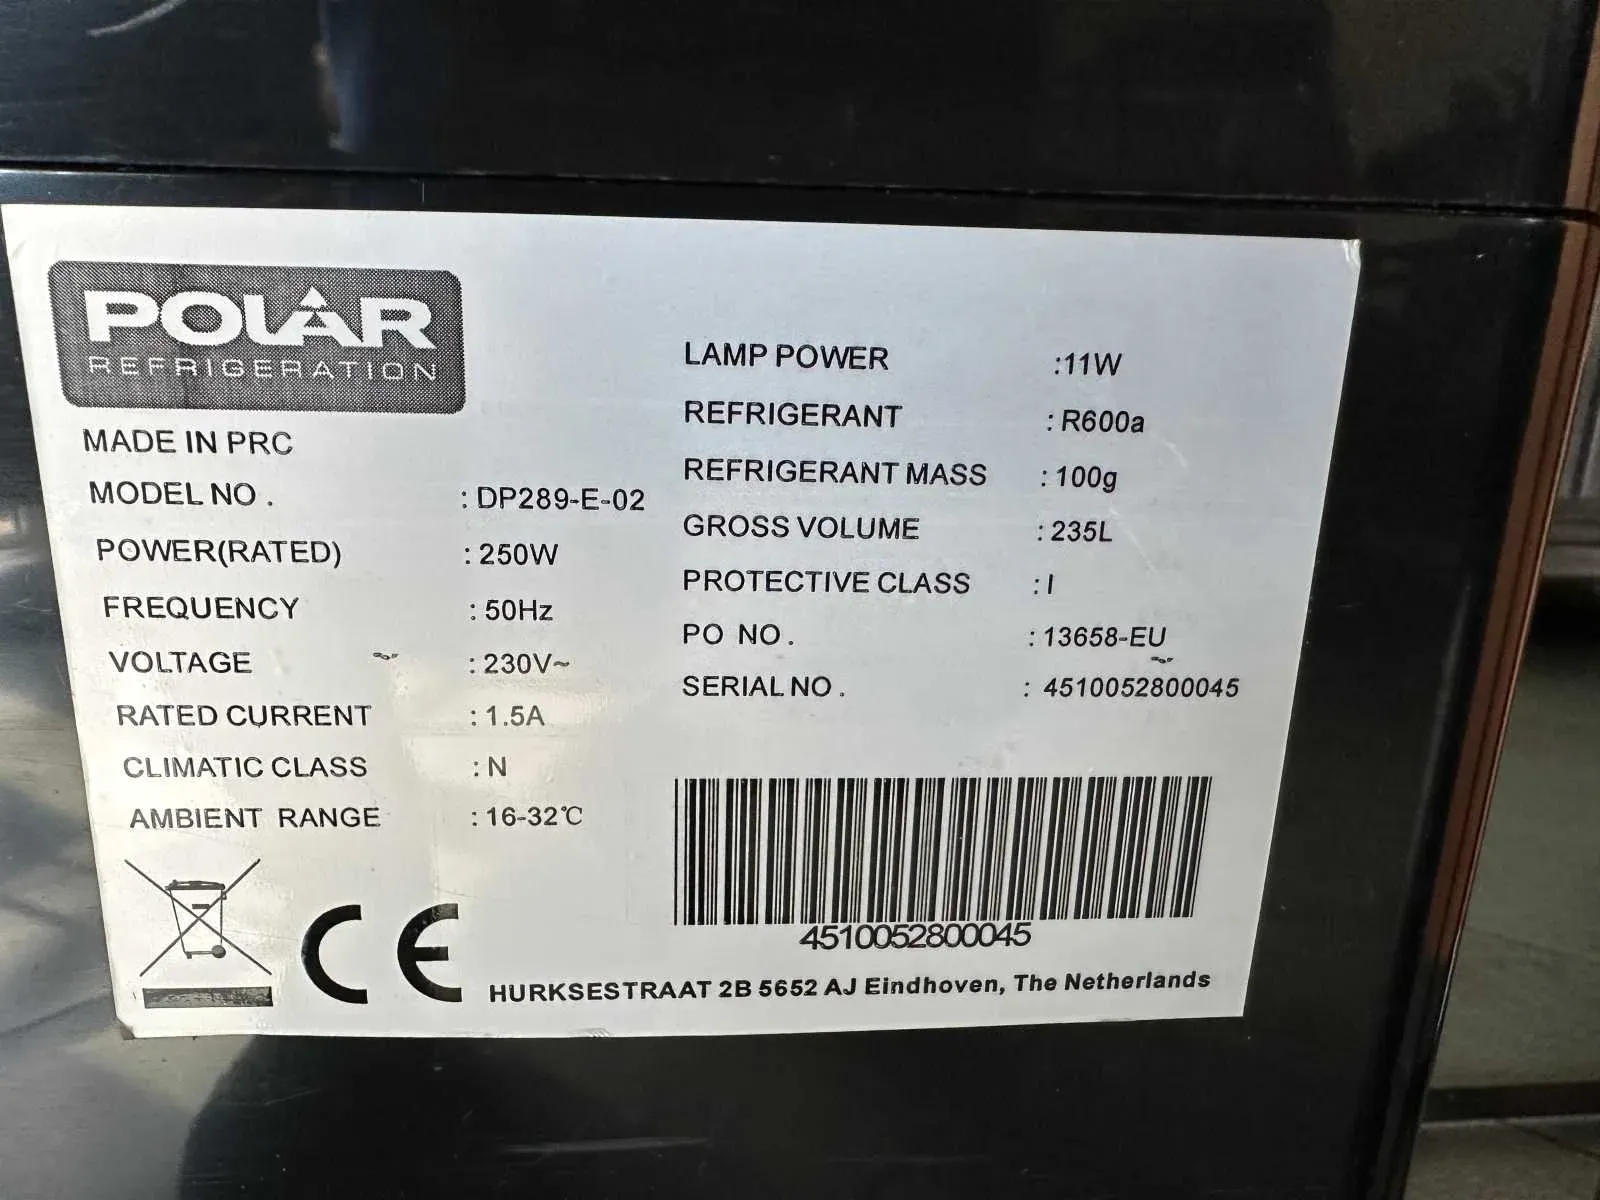 POLAR
REFRIGERATION
MADE IN PRC
MODEL NO . : DP289-E-02
POWER(RATED) : 250W
FREQUENCY : 50Hz
VOLTAGE : 230V~
RATED CURRENT : 1.5A
CLIMATIC CLASS : N
AMBIENT RANGE : 16-32℃
LAMP POWER :11W
REFRIGERANT : R600a
REFRIGERANT MASS : 100g
GROSS VOLUME : 235L
PROTECTIVE CLASS : I
PO NO . : 13658-EU
SERIAL NO . : 4510052800045
4510052800045
CE
HURKSESTRAAT 2B 5652 AJ Eindhoven, The Netherlands